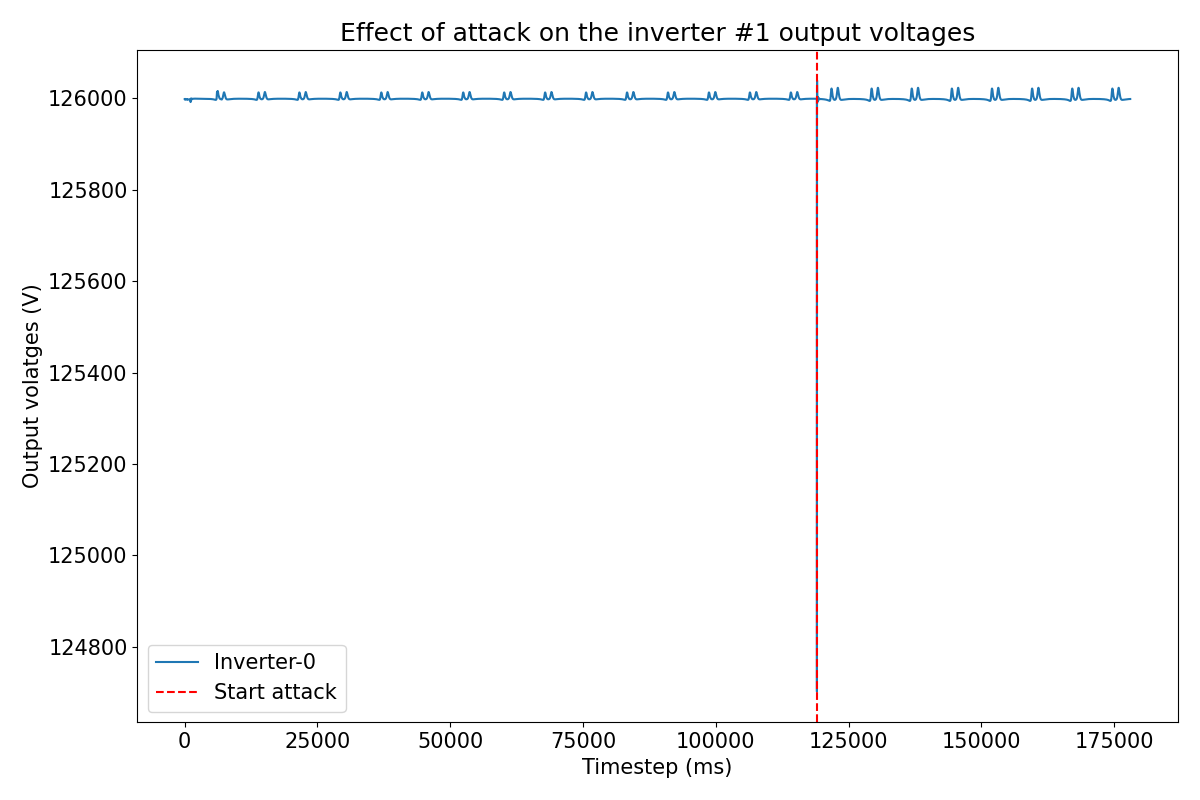 Effect of attack on the inverter #1 output voltages
Output volatges (V)
126000
125800
125600
125400
125200
125000
124800
Inverter-0
Start attack
0 25000 50000 75000 100000 125000 150000 175000
Timestep (ms)